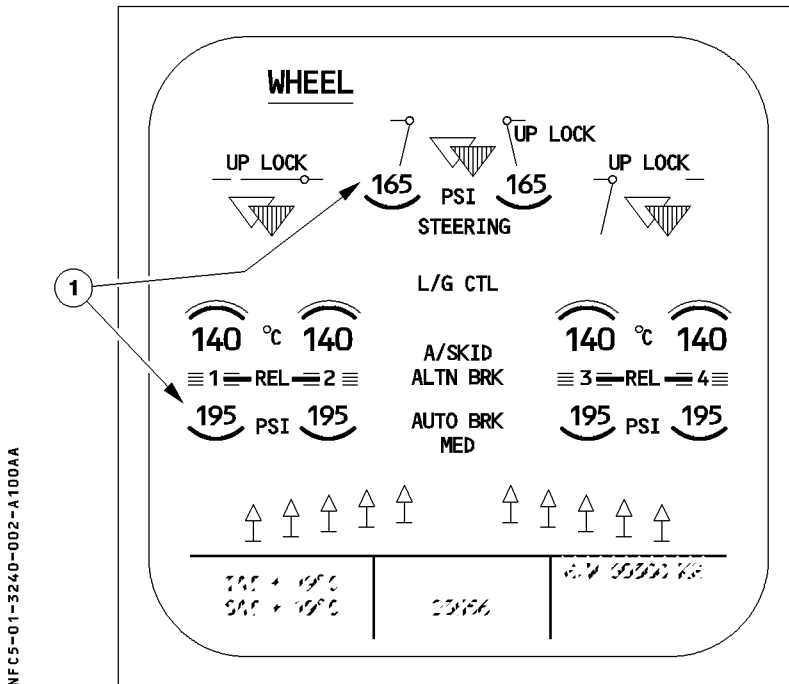 WHEEL
UP LOCK
UP LOCK UP LOCK
165 PSI 165
STEERING
1
L/G CTL
140 °C 140 140 °C 140
A/SKID
1 REL 2 ALTN BRK 3 REL 4
195 PSI 195 AUTO BRK 195 PSI 195
MED
NFC5-01-3240-002-A100AA